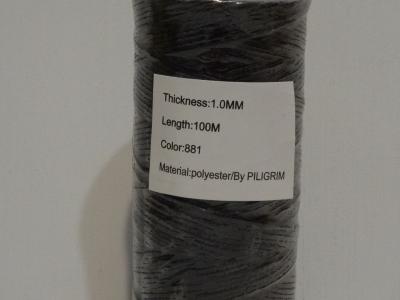 Thickness:1.0MM
Length:100M
Color:881
Material:polyester/By PILIGRIM